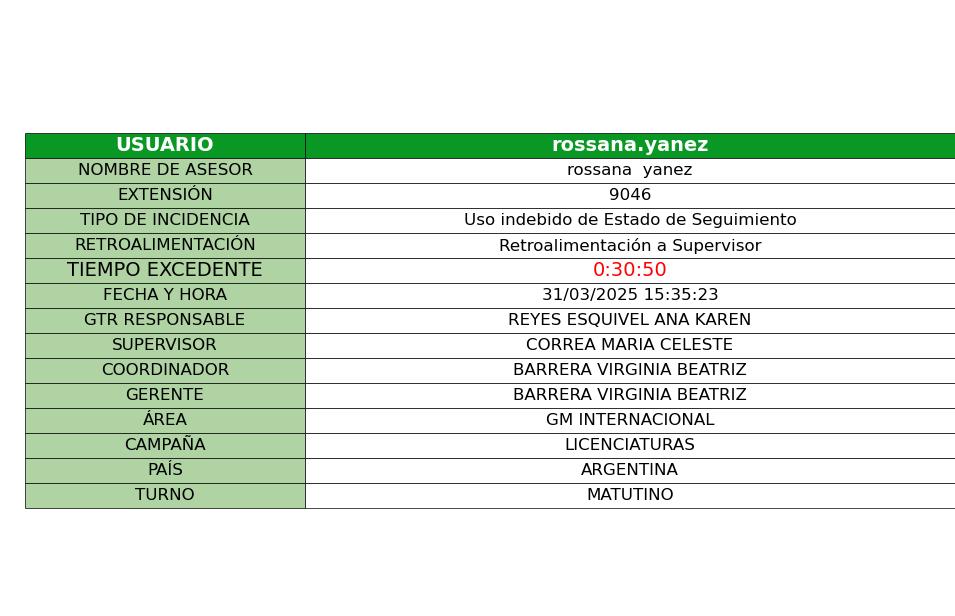 USUARIO rossana.yanez
NOMBRE DE ASESOR rossana  yanez
EXTENSIÓN 9046
TIPO DE INCIDENCIA Uso indebido de Estado de Seguimiento
RETROALIMENTACIÓN Retroalimentación a Supervisor
TIEMPO EXCEDENTE 0:30:50
FECHA Y HORA 31/03/2025 15:35:23
GTR RESPONSABLE REYES ESQUIVEL ANA KAREN
SUPERVISOR CORREA MARIA CELESTE
COORDINADOR BARRERA VIRGINIA BEATRIZ
GERENTE BARRERA VIRGINIA BEATRIZ
ÁREA GM INTERNACIONAL
CAMPAÑA LICENCIATURAS
PAÍS ARGENTINA
TURNO MATUTINO